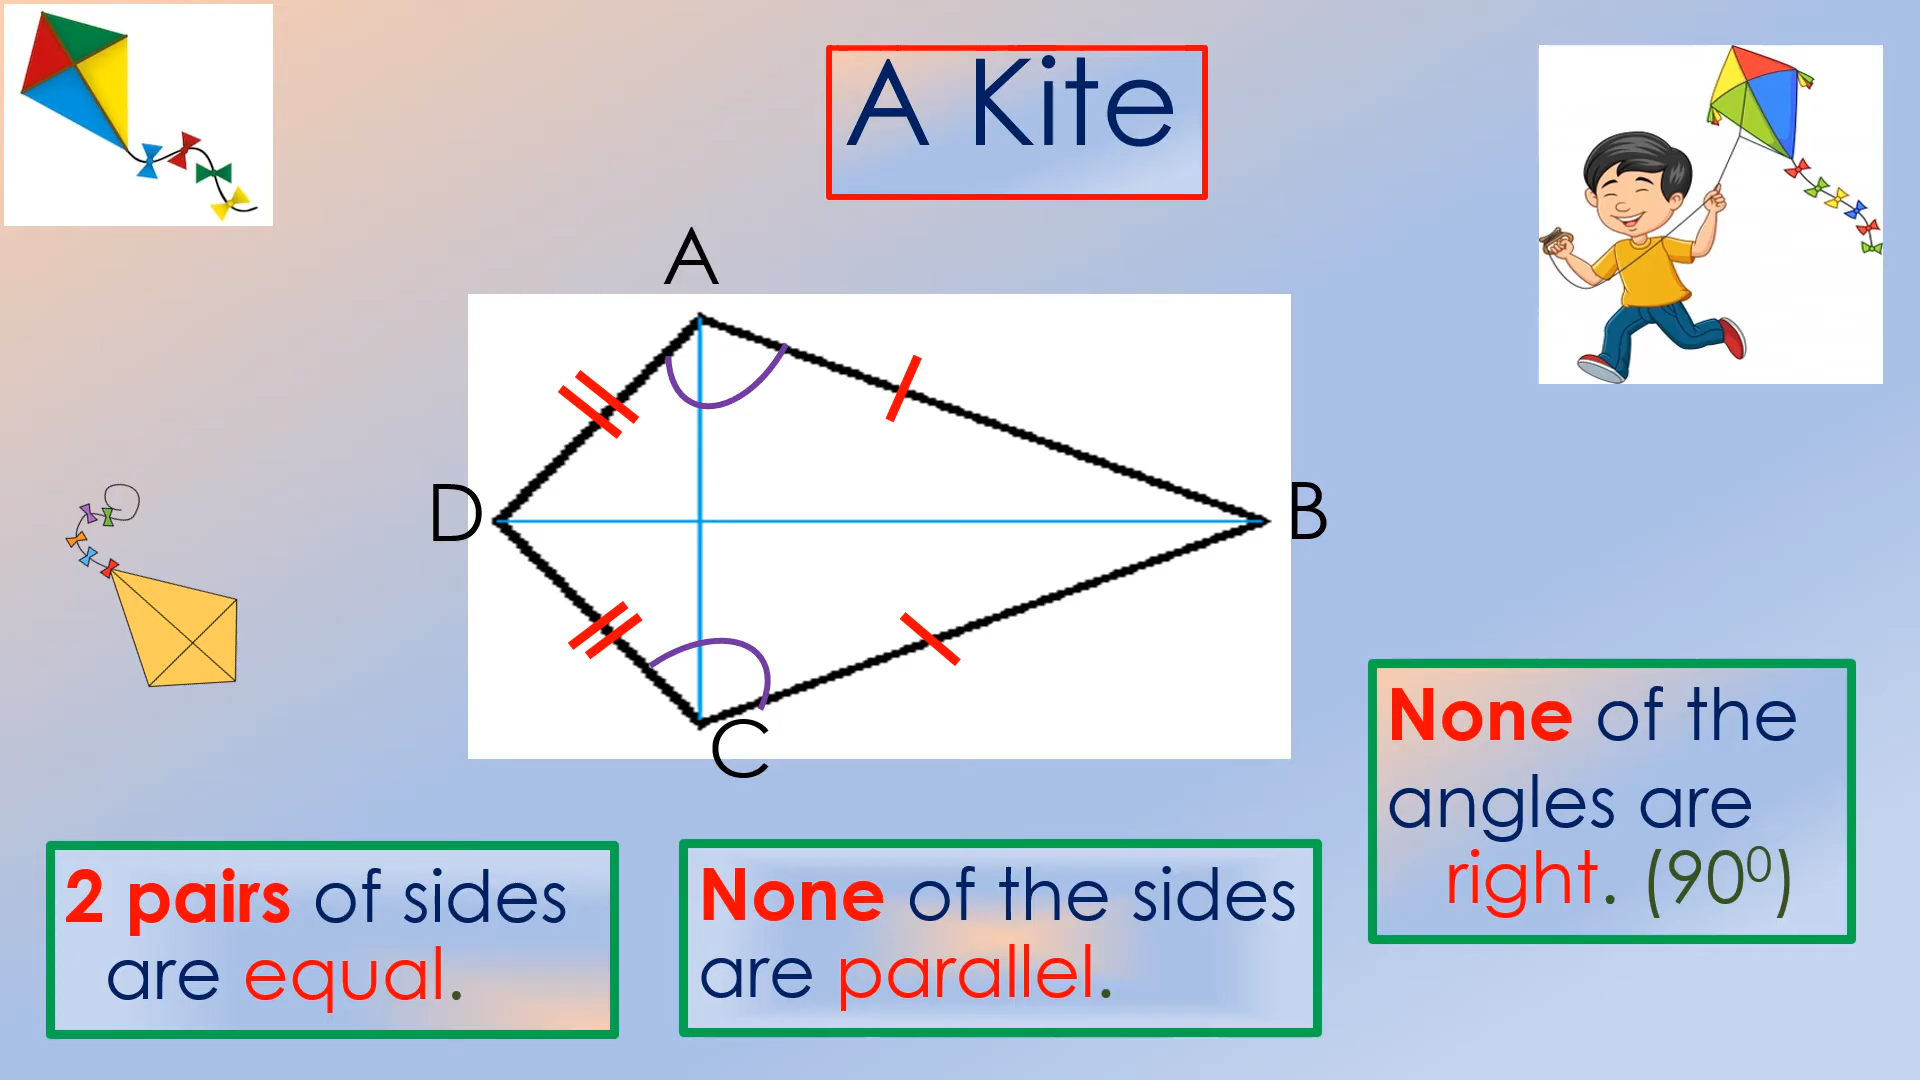 A Kite
A
D
B
C
None of the
angles are
right. (90⁰)
2 pairs of sides
are equal.
None of the sides
are parallel.